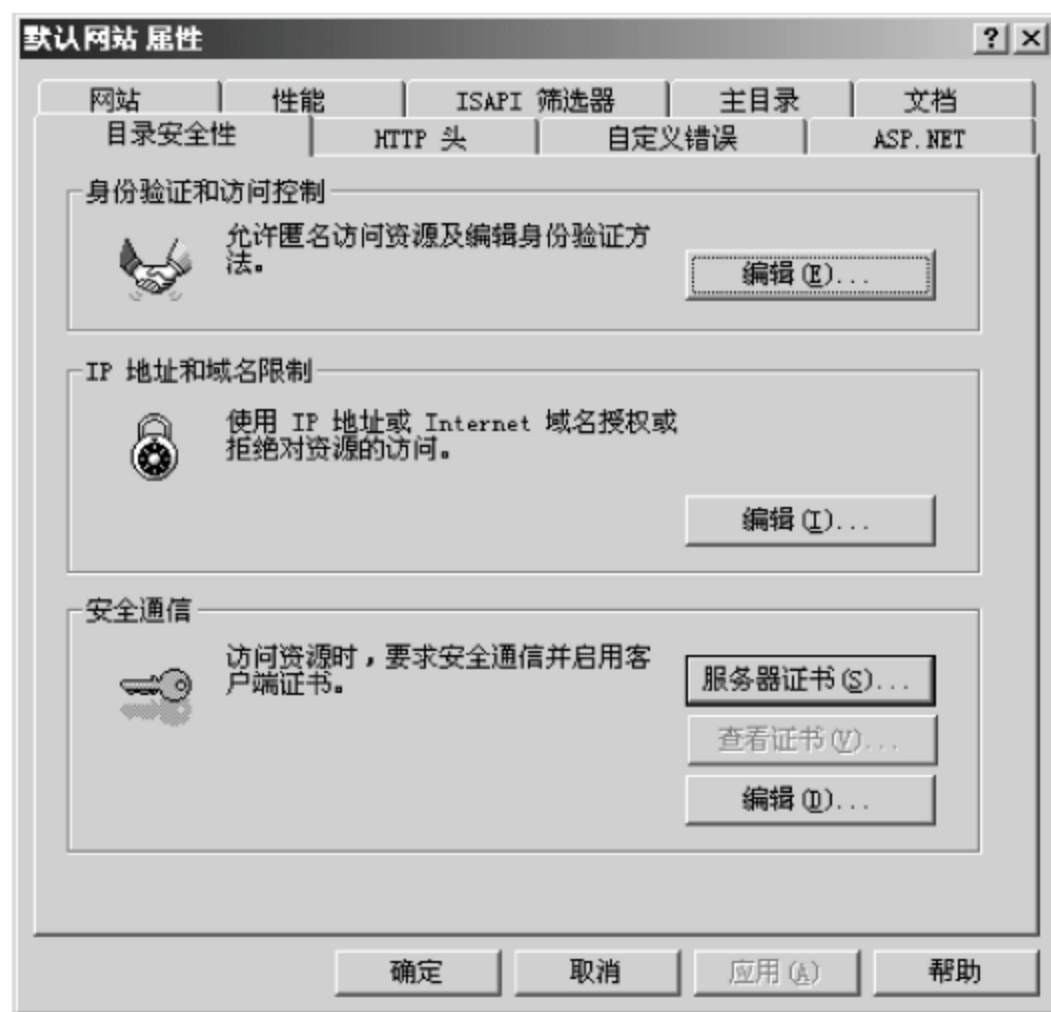 默认网站 属性
网站 性能 ISAPI 筛选器 主目录 文档
目录安全性 HTTP 头 自定义错误 ASP.NET
身份验证和访问控制
允许匿名访问资源及编辑身份验证方
法。
编辑(E)...
IP 地址和域名限制
使用 IP 地址或 Internet 域名授权或
拒绝对资源的访问。
编辑(I)...
安全通信
访问资源时，要求安全通信并启用客
户端证书。
服务器证书(S)...
查看证书(V)...
编辑(D)...
确定 取消 应用(A) 帮助